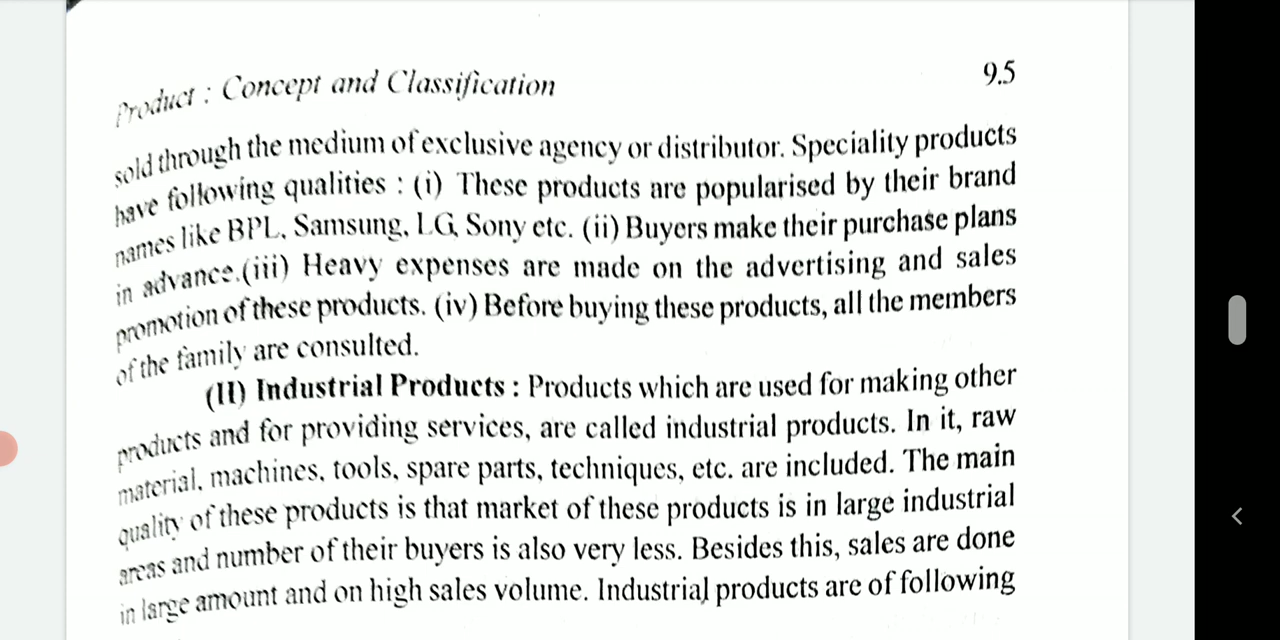 Product : Concept and Classification 9.5
sold through the medium of exclusive agency or distributor. Speciality products
have following qualities : (i) These products are popularised by their brand
names like BPL, Samsung, LG, Sony etc. (ii) Buyers make their purchase plans
in advance.(iii) Heavy expenses are made on the advertising and sales
promotion of these products. (iv) Before buying these products, all the members
of the family are consulted.
(II) Industrial Products : Products which are used for making other
products and for providing services, are called industrial products. In it, raw
material, machines, tools, spare parts, techniques, etc. are included. The main
quality of these products is that market of these products is in large industrial
areas and number of their buyers is also very less. Besides this, sales are done
in large amount and on high sales volume. Industrial products are of following